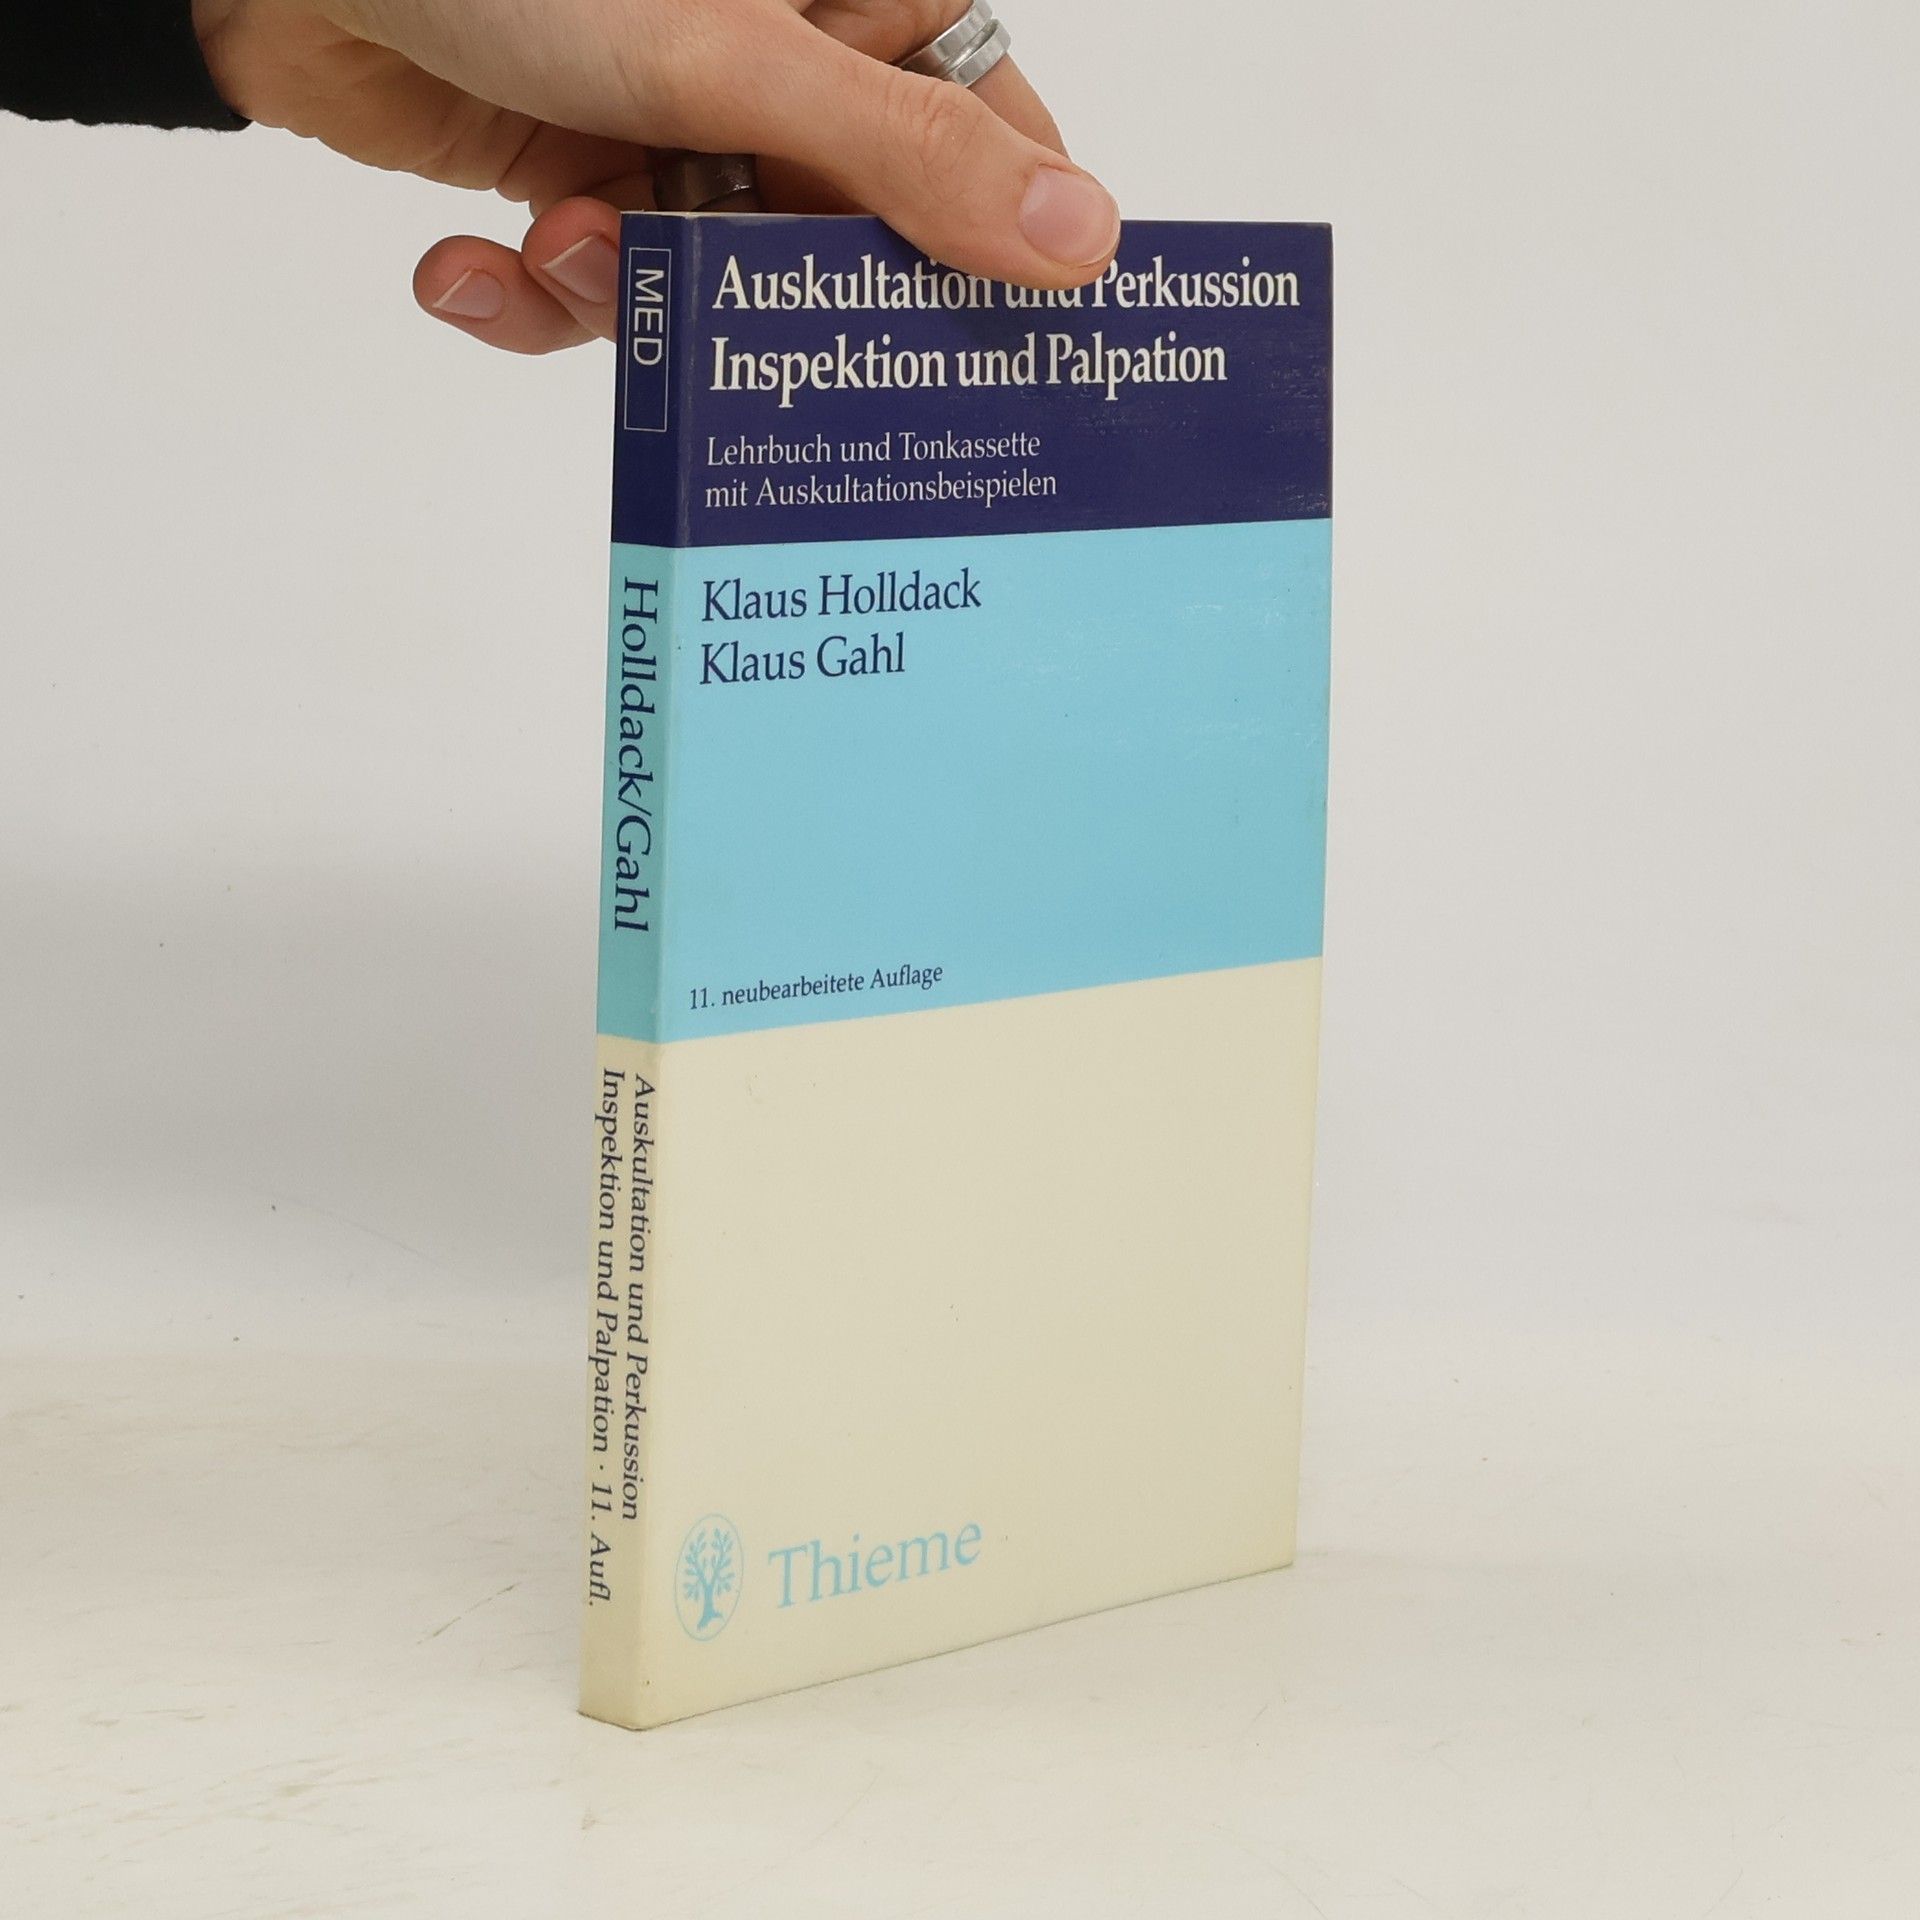 MED
Holldack/Gahl
Auskultation und Perkussion
Inspektion und Palpation · 11. Aufl.
Auskultation und Perkussion
Inspektion und Palpation
Lehrbuch und Tonkassette
mit Auskultationsbeispielen
Klaus Holldack
Klaus Gahl
11. neubearbeitete Auflage
Thieme